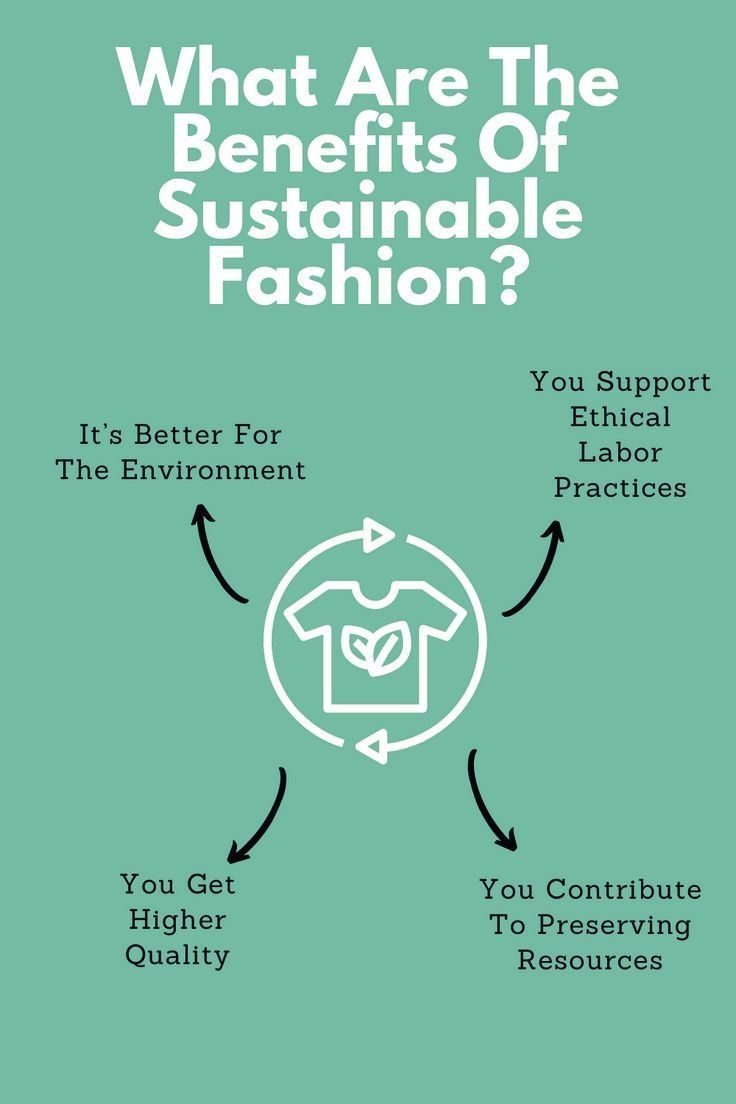 What Are The
Benefits Of
Sustainable
Fashion?
It’s Better For
The Environment
You Support
Ethical
Labor
Practices
You Get
Higher
Quality
You Contribute
To Preserving
Resources